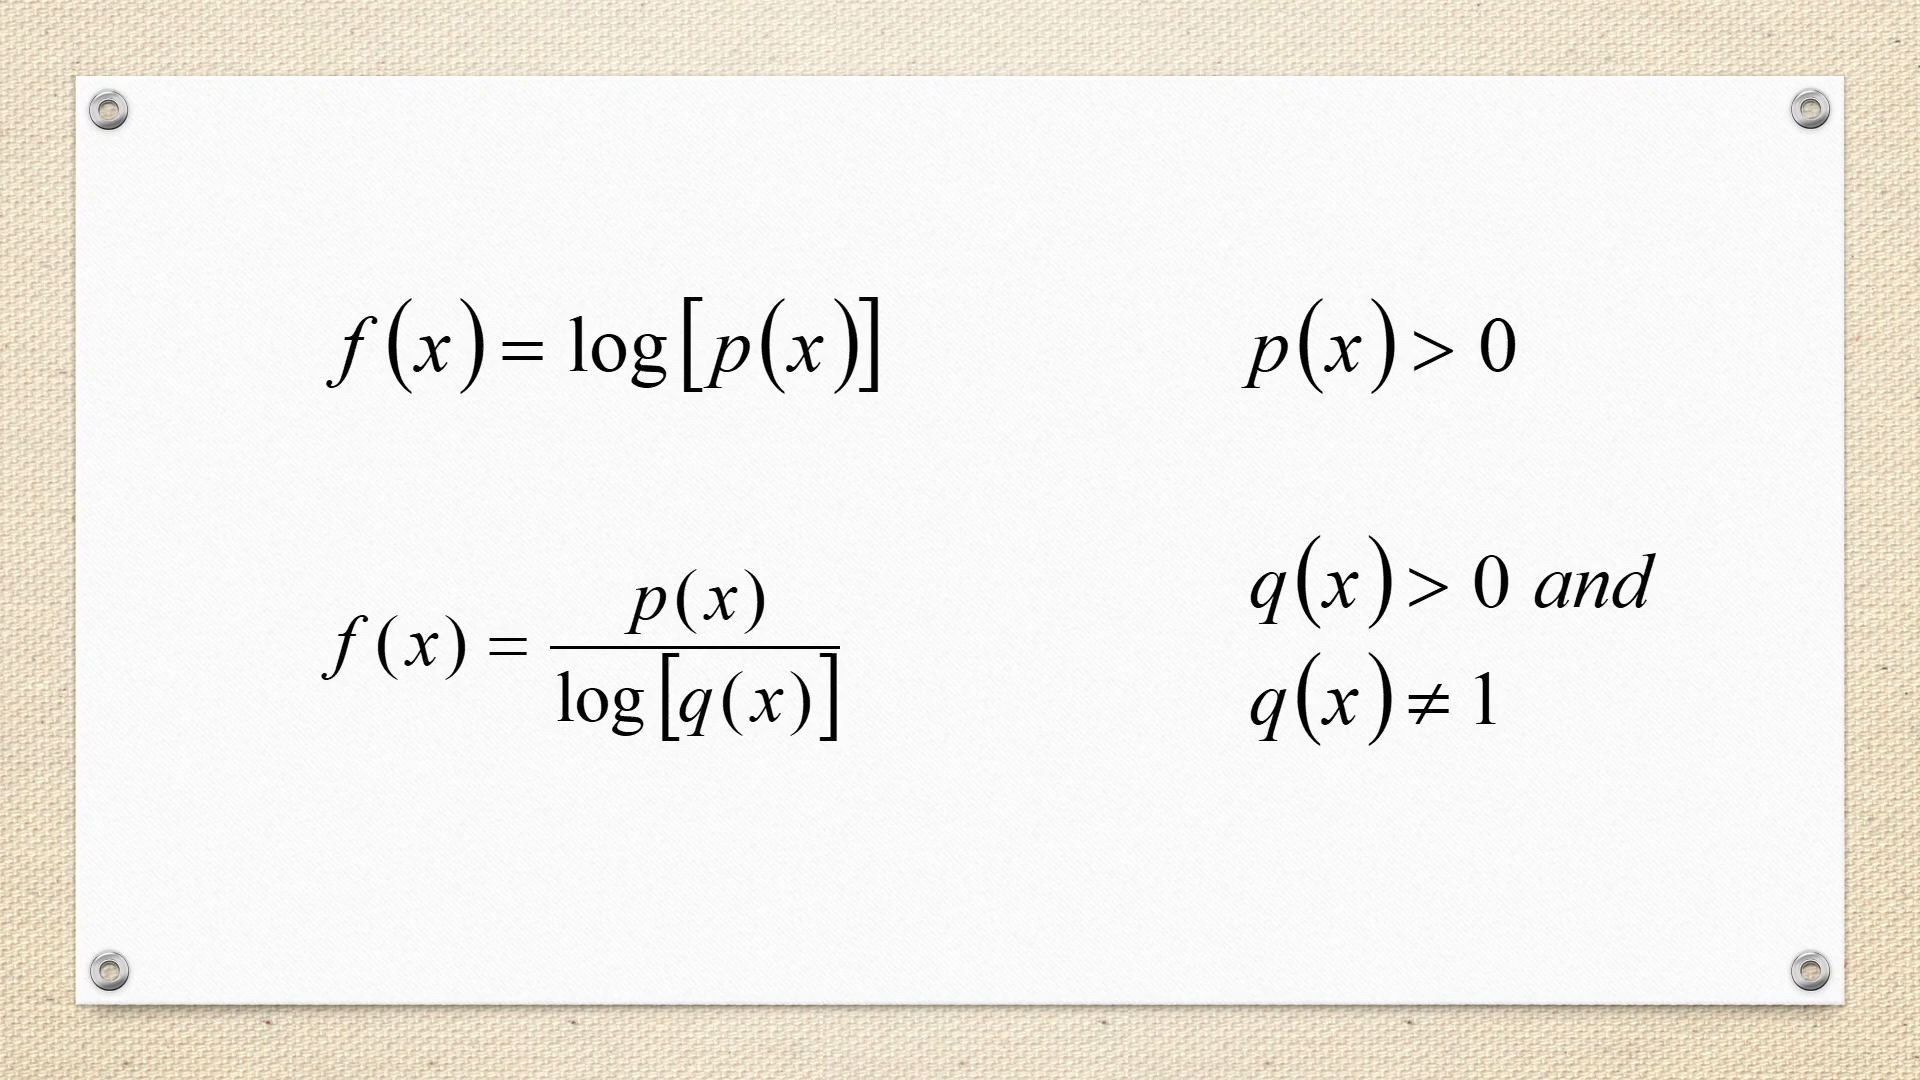 f(x) = log[p(x)]    p(x) > 0
f(x) = p(x) / log[q(x)]    q(x) > 0 and
q(x) ≠ 1